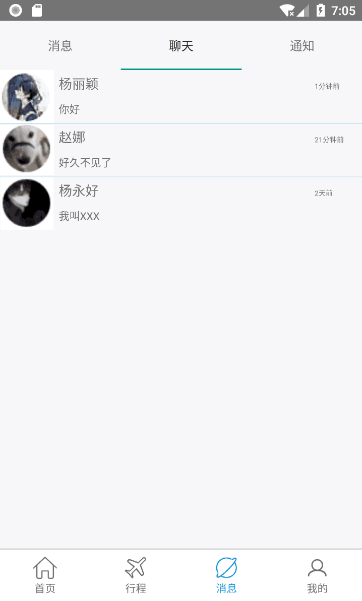 7:05
消息
聊天
通知
杨丽颖
1分钟前
你好
赵娜
21分钟前
好久不见了
杨永好
2天前
我叫XXX
首页
行程
消息
我的